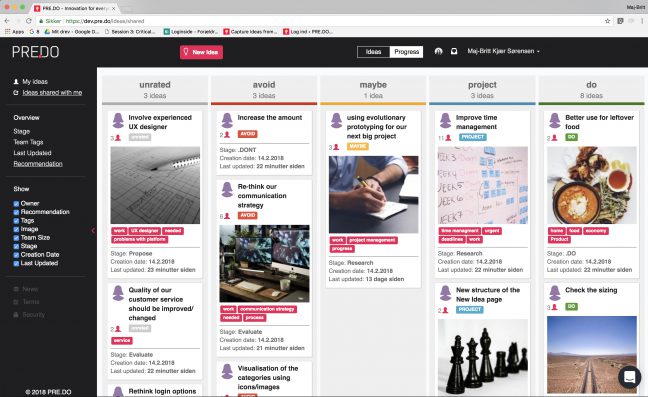 PRE.DO - Innovation for every
Maj-Britt
Sikker
https://dev.pre.do/ideas/shared
Apps
G
S
Mit drev - Google D
Session 3: Critical...
Loginside - Forældr...
Capture ideas from...
Log ind • PRE.DO...
PRE.DO
New Idea
Ideas
Progress
Maj-Britt Kjær Sørensen
My ideas
Ideas shared with me
Overview
Stage
Team Tags
Last Updated
Recommendation
Show
Owner
Recommendation
Tags
Image
Team Size
Stage
Creation Date
Last Updated
News
Terms
Security
© 2018 PRE.DO
unrated
3 ideas
Involve experienced
UX designer
3
unrated
work
UX designer
needed
problems with platform
Stage: Propose
Creation date: 14.2.2018
Last updated: 23 minutter siden
Quality of our
customer service
should be improved/
changed
2
unrated
service
Stage: Evaluate
Creation date: 14.2.2018
Last updated: 22 minutter siden
Rethink login options
avoid
3 ideas
Increase the amount
2
AVOID
Stage: .DONT
Creation date: 14.2.2018
Last updated: 22 minutter siden
Re-think our
communication
strategy
6
AVOID
work
communication strategy
needed
process
Stage: Evaluate
Creation date: 14.2.2018
Last updated: 21 minutter siden
Visualisation of the
categories using
icons/images
maybe
1 idea
using evolutionary
prototyping for our
next big project
3
MAYBE
work
project management
progress
Stage: Research
Creation date: 14.2.2018
Last updated: 13 dage siden
project
3 ideas
Improve time
management
11
PROJECT
WEEK3
WEEK4
WEEK5
WEEK6
WEEK7
time managment
urgent
deadlines
work
Stage: Research
Creation date: 14.2.2018
Last updated: 22 minutter siden
New structure of the
New Idea page
2
PROJECT
do
8 ideas
Better use for leftover
food
2
DO
home
food
economy
Product
Stage: .DO
Creation date: 14.2.2018
Last updated: 22 minutter siden
Check the sizing
3
DO